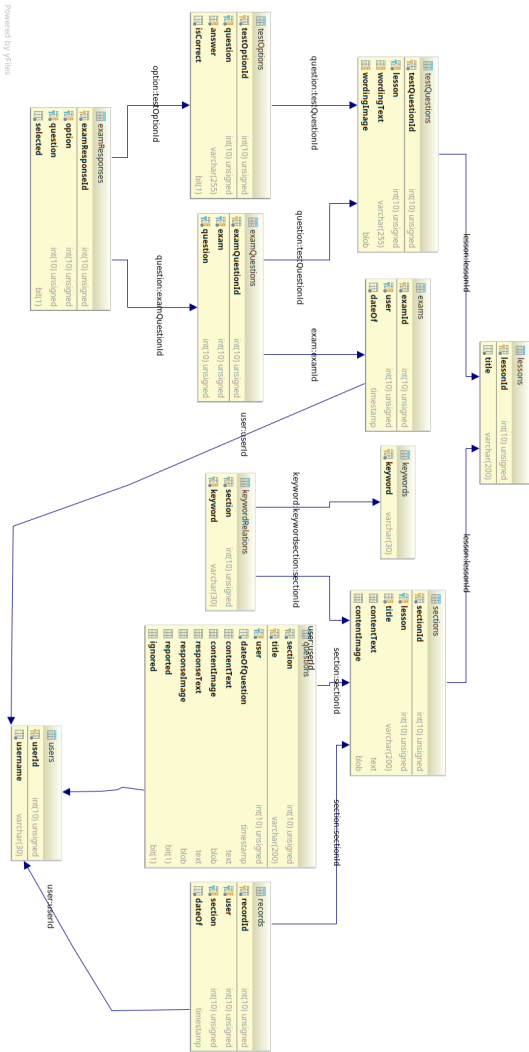 lessons
lessonId int(10) unsigned
title varchar(200)
lesson:lessonId
lesson:lessonId
testQuestions
testQuestionId int(10) unsigned
lesson int(10) unsigned
wordingText varchar(255)
wordingImage blob
exams
examId int(10) unsigned
user int(10) unsigned
dateOf timestamp
keywords
keyword varchar(30)
sections
sectionId int(10) unsigned
lesson int(10) unsigned
title varchar(200)
contentText text
contentImage blob
question:testQuestionId
question:testQuestionId
exam:examId
keyword:keyword
section:sectionId
section:sectionId
section:sectionId
testOptions
testOptionId int(10) unsigned
question int(10) unsigned
answer varchar(255)
isCorrect bit(1)
examQuestions
examQuestionId int(10) unsigned
exam int(10) unsigned
question int(10) unsigned
user:userId
keywordRelations
section int(10) unsigned
keyword varchar(30)
user:userId
questions
section int(10) unsigned
title varchar(200)
user int(10) unsigned
dateOfQuestion timestamp
contentText text
contentImage blob
responseText text
responseImage blob
reported bit(1)
ignored bit(1)
records
recordId int(10) unsigned
user int(10) unsigned
section int(10) unsigned
dateOf timestamp
option:testOptionId
question:examQuestionId
examResponses
examResponseId int(10) unsigned
option int(10) unsigned
question int(10) unsigned
selected bit(1)
users
userId int(10) unsigned
username varchar(30)
user:userId
Powered by yFiles